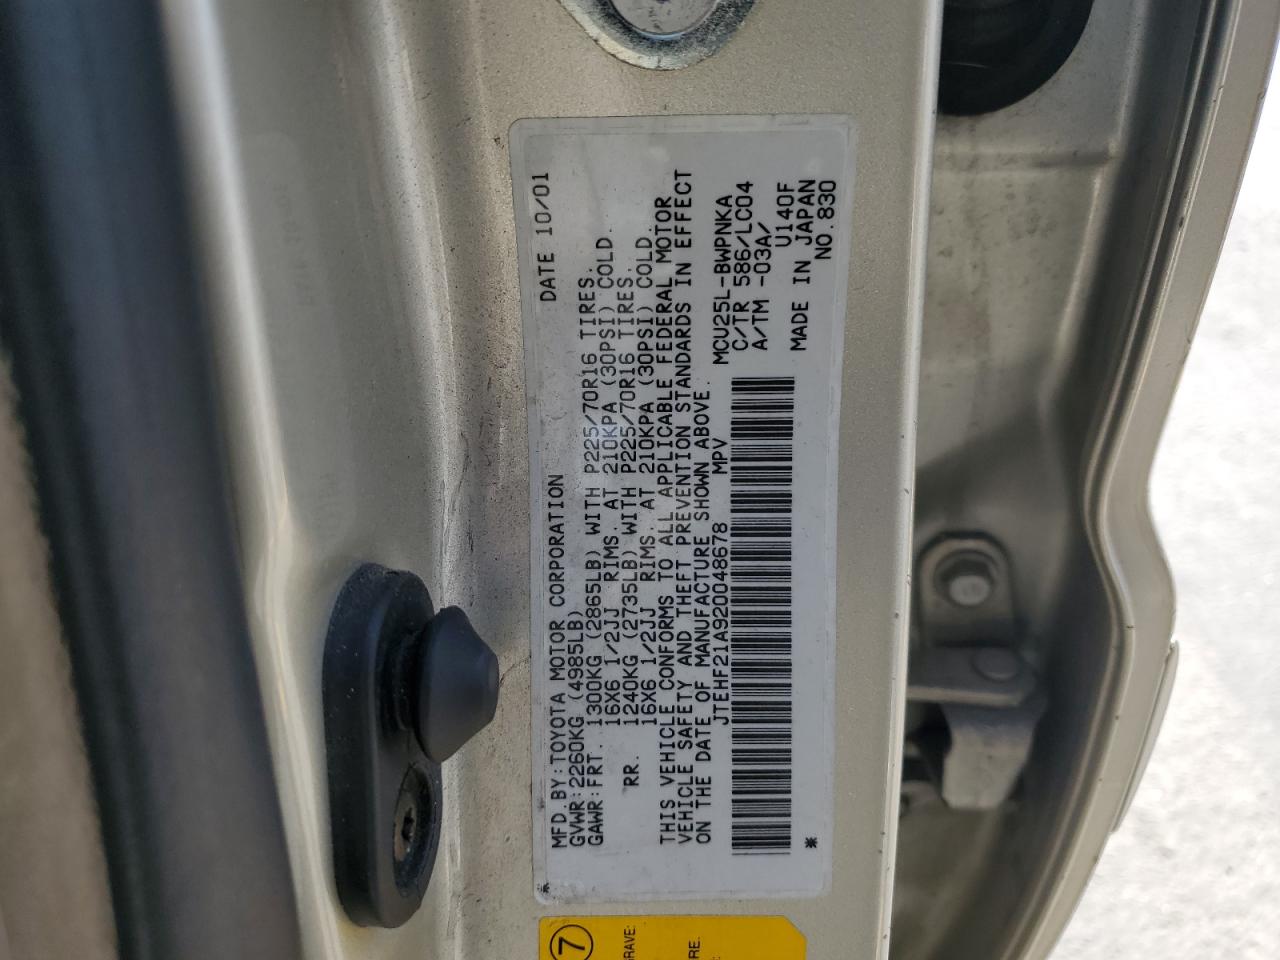 DATE 10/01
MFD.BY:TOYOTA MOTOR CORPORATION
GVWR:2260KG(4985LB)
GAWR:FRT. 1300KG (2865LB) WITH P225/70R16 TIRES.
16X6 1/2JJ RIMS. AT 210KPA (30PSI) COLD.
RR. 1240KG (2735LB) WITH P225/70R16 TIRES.
16X6 1/2JJ RIMS. AT 210KPA (30PSI) COLD.
THIS VEHICLE CONFORMS TO ALL APPLICABLE FEDERAL MOTOR
VEHICLE SAFETY AND THEFT PREVENTION STANDARDS IN EFFECT
ON THE DATE OF MANUFACTURE SHOWN ABOVE.
JTEHF21A920048678 MPV
MCU25L-BWPNKA
C/TR 586/LC04
A/TM -03A/
U140F
MADE IN JAPAN
NO.830
7
RAVE:
RE.